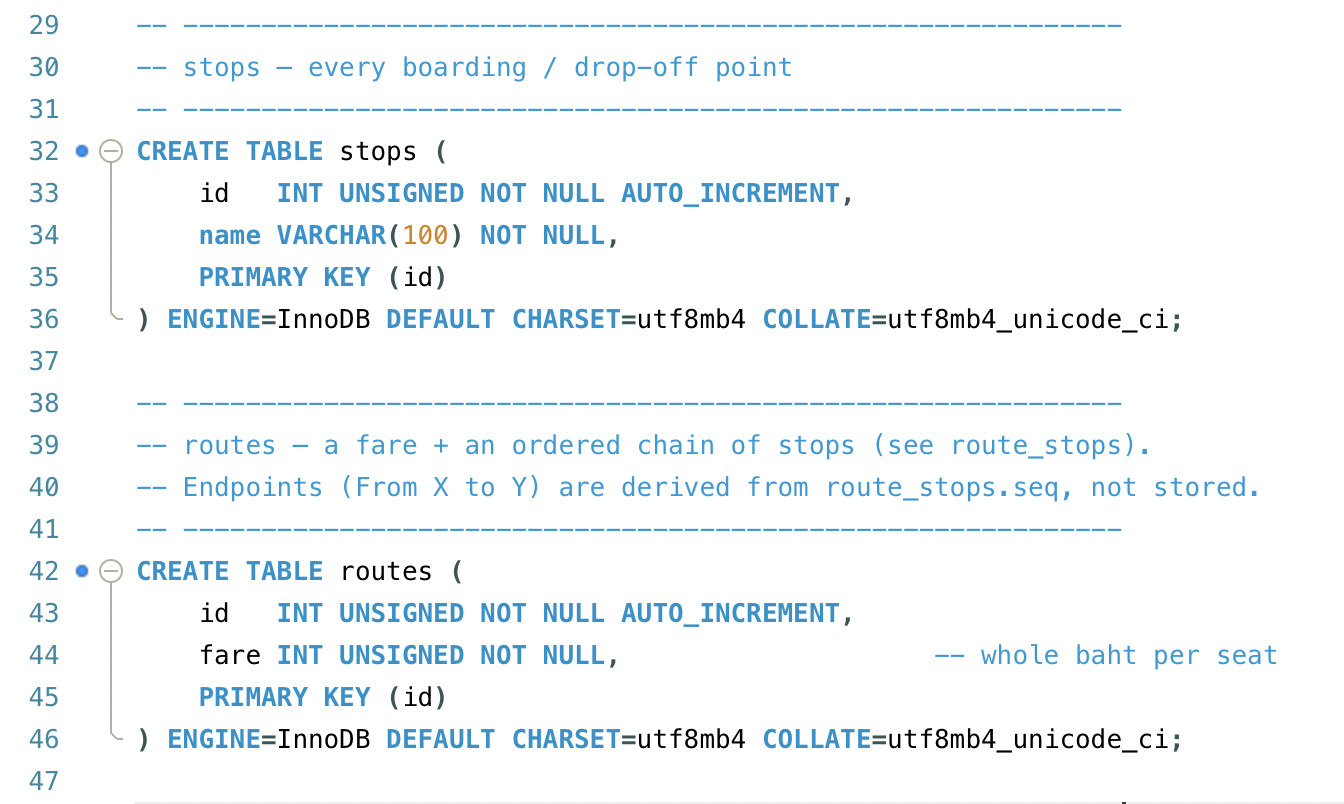 29 -- ------------------------------------------------------------
30 -- stops — every boarding / drop-off point
31 -- ------------------------------------------------------------
32 CREATE TABLE stops (
33     id   INT UNSIGNED NOT NULL AUTO_INCREMENT,
34     name VARCHAR(100) NOT NULL,
35     PRIMARY KEY (id)
36 ) ENGINE=InnoDB DEFAULT CHARSET=utf8mb4 COLLATE=utf8mb4_unicode_ci;
37
38 -- ------------------------------------------------------------
39 -- routes — a fare + an ordered chain of stops (see route_stops).
40 -- Endpoints (From X to Y) are derived from route_stops.seq, not stored.
41 -- ------------------------------------------------------------
42 CREATE TABLE routes (
43     id   INT UNSIGNED NOT NULL AUTO_INCREMENT,
44     fare INT UNSIGNED NOT NULL,                    -- whole baht per seat
45     PRIMARY KEY (id)
46 ) ENGINE=InnoDB DEFAULT CHARSET=utf8mb4 COLLATE=utf8mb4_unicode_ci;
47